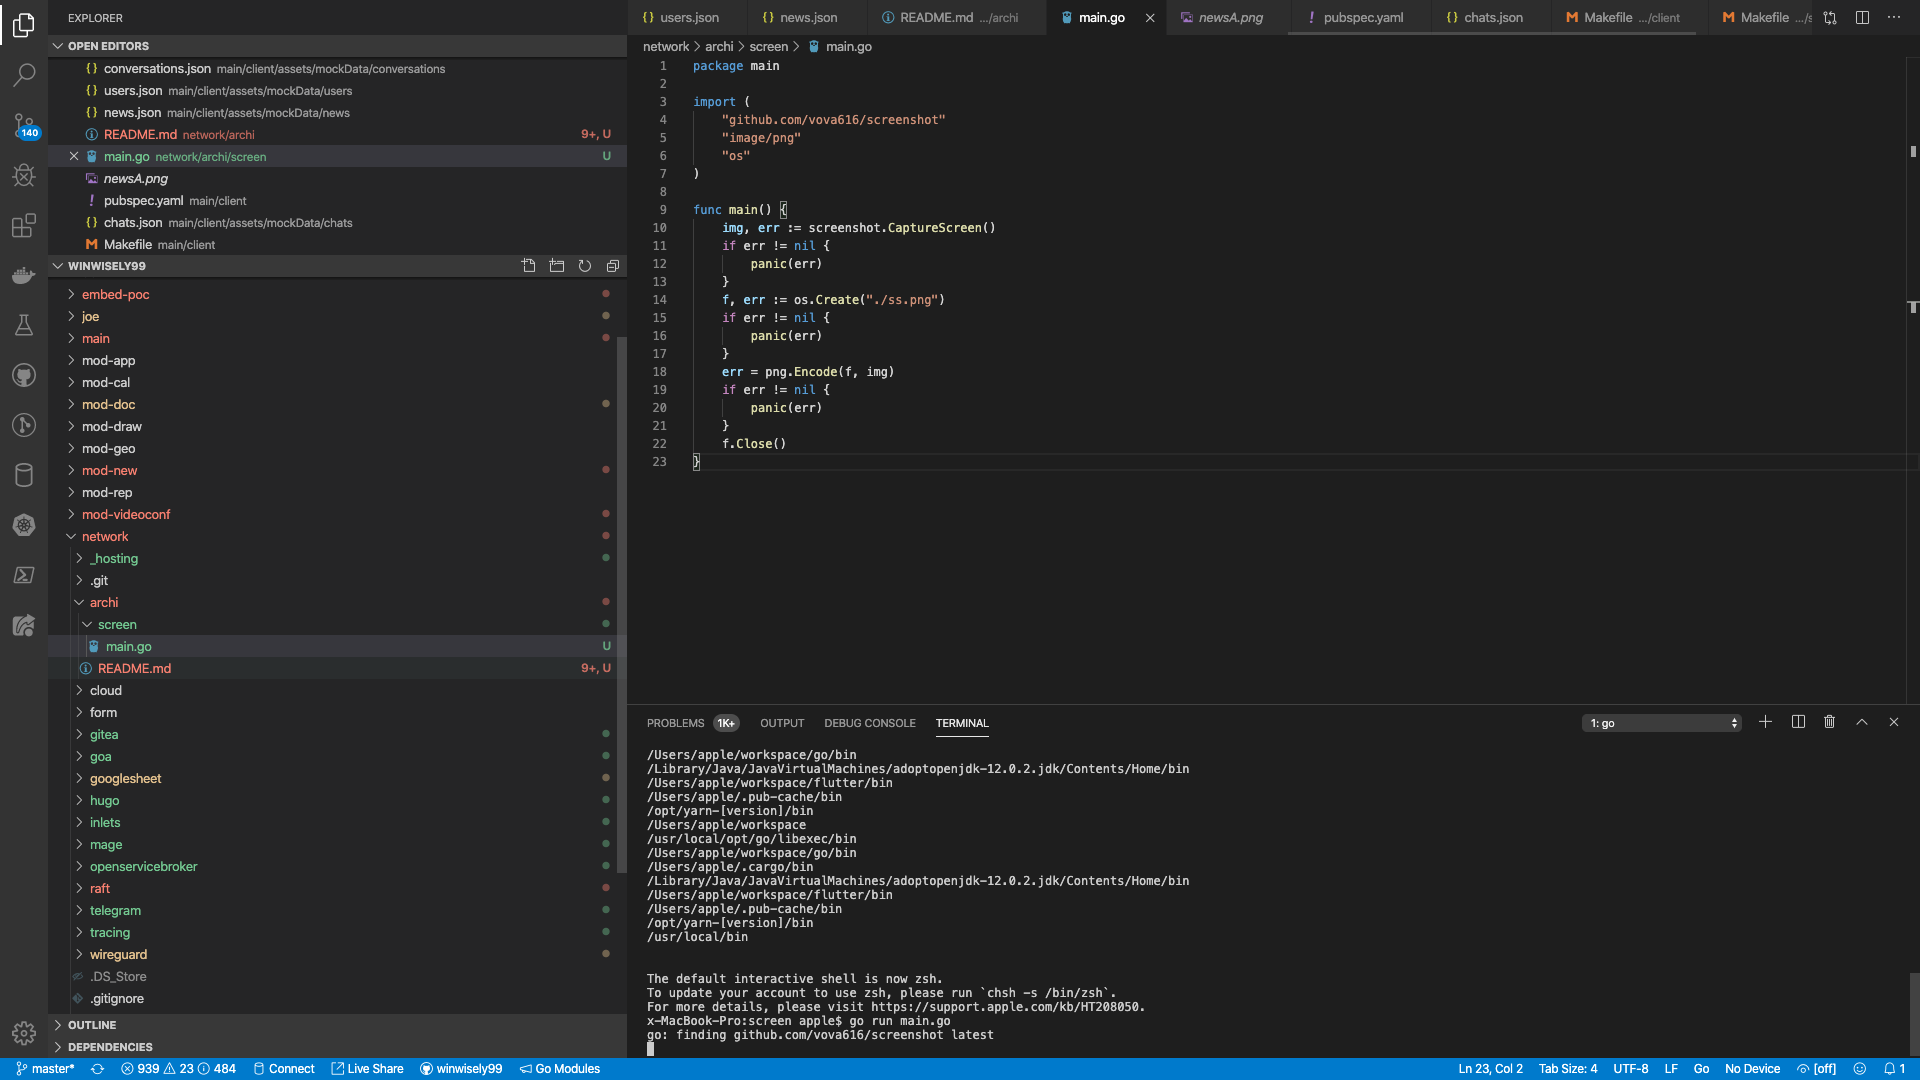 EXPLORER
OPEN EDITORS
conversations.json main/client/assets/mockData/conversations
users.json main/client/assets/mockData/users
news.json main/client/assets/mockData/news
README.md network/archi 9+, U
main.go network/archi/screen U
newsA.png
pubspec.yaml main/client
chats.json main/client/assets/mockData/chats
Makefile main/client
WINWISELY99
embed-poc
joe
main
mod-app
mod-cal
mod-doc
mod-draw
mod-geo
mod-new
mod-rep
mod-videoconf
network
_hosting
.git
archi
screen
main.go U
README.md 9+, U
cloud
form
gitea
goa
googlesheet
hugo
inlets
mage
openservicebroker
raft
telegram
tracing
wireguard
.DS_Store
.gitignore
OUTLINE
DEPENDENCIES
140
users.json news.json README.md .../archi main.go newsA.png pubspec.yaml chats.json Makefile .../client Makefile .../s
network > archi > screen > main.go
1 package main
2
3 import (
4 "github.com/vova616/screenshot"
5 "image/png"
6 "os"
7 )
8
9 func main() {
10 img, err := screenshot.CaptureScreen()
11 if err != nil {
12 panic(err)
13 }
14 f, err := os.Create("./ss.png")
15 if err != nil {
16 panic(err)
17 }
18 err = png.Encode(f, img)
19 if err != nil {
20 panic(err)
21 }
22 f.Close()
23 }
PROBLEMS 1K+ OUTPUT DEBUG CONSOLE TERMINAL 1: go
/Users/apple/workspace/go/bin
/Library/Java/JavaVirtualMachines/adoptopenjdk-12.0.2.jdk/Contents/Home/bin
/Users/apple/workspace/flutter/bin
/Users/apple/.pub-cache/bin
/opt/yarn-[version]/bin
/Users/apple/workspace
/usr/local/opt/go/libexec/bin
/Users/apple/workspace/go/bin
/Users/apple/.cargo/bin
/Library/Java/JavaVirtualMachines/adoptopenjdk-12.0.2.jdk/Contents/Home/bin
/Users/apple/workspace/flutter/bin
/Users/apple/.pub-cache/bin
/opt/yarn-[version]/bin
/usr/local/bin
The default interactive shell is now zsh.
To update your account to use zsh, please run `chsh -s /bin/zsh`.
For more details, please visit https://support.apple.com/kb/HT208050.
x-MacBook-Pro:screen apple$ go run main.go
go: finding github.com/vova616/screenshot latest
master* 939 23 484 Connect Live Share winwisely99 Go Modules Ln 23, Col 2 Tab Size: 4 UTF-8 LF Go No Device [off] 1